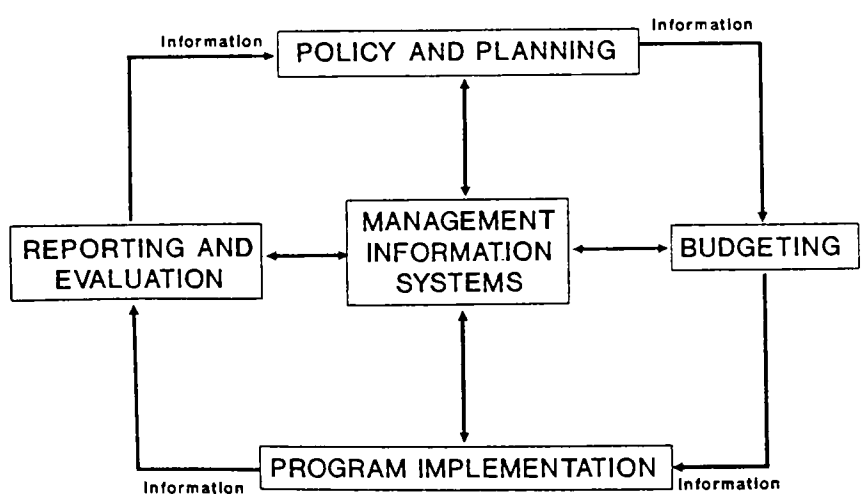 Information
POLICY AND PLANNING
Information
REPORTING AND
EVALUATION
MANAGEMENT
INFORMATION
SYSTEMS
BUDGETING
Information
PROGRAM IMPLEMENTATION
Information